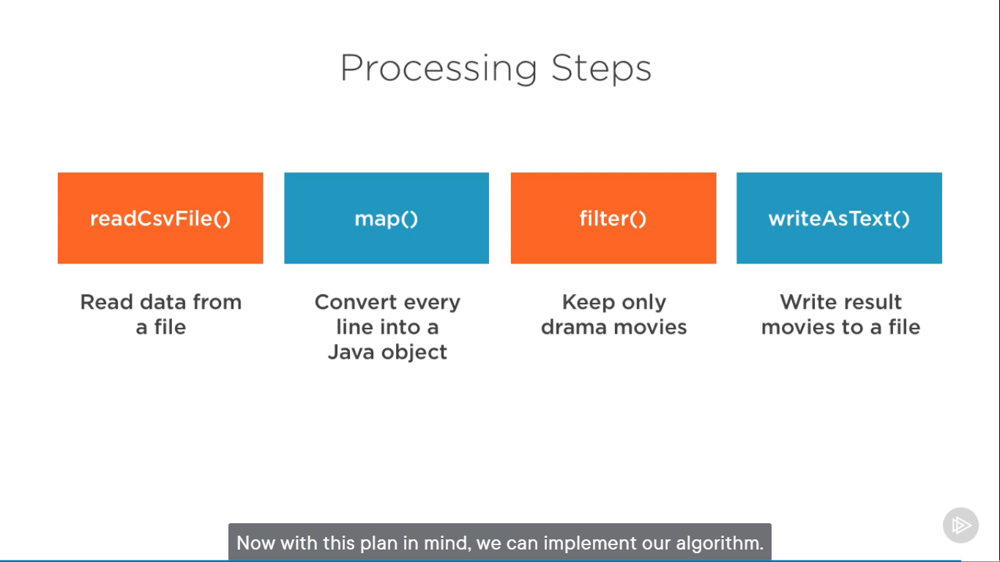 Processing Steps
readCsvFile()
map()
filter()
writeAsText()
Read data from
a file
Convert every
line into a
Java object
Keep only
drama movies
Write result
movies to a file
Now with this plan in mind, we can implement our algorithm.